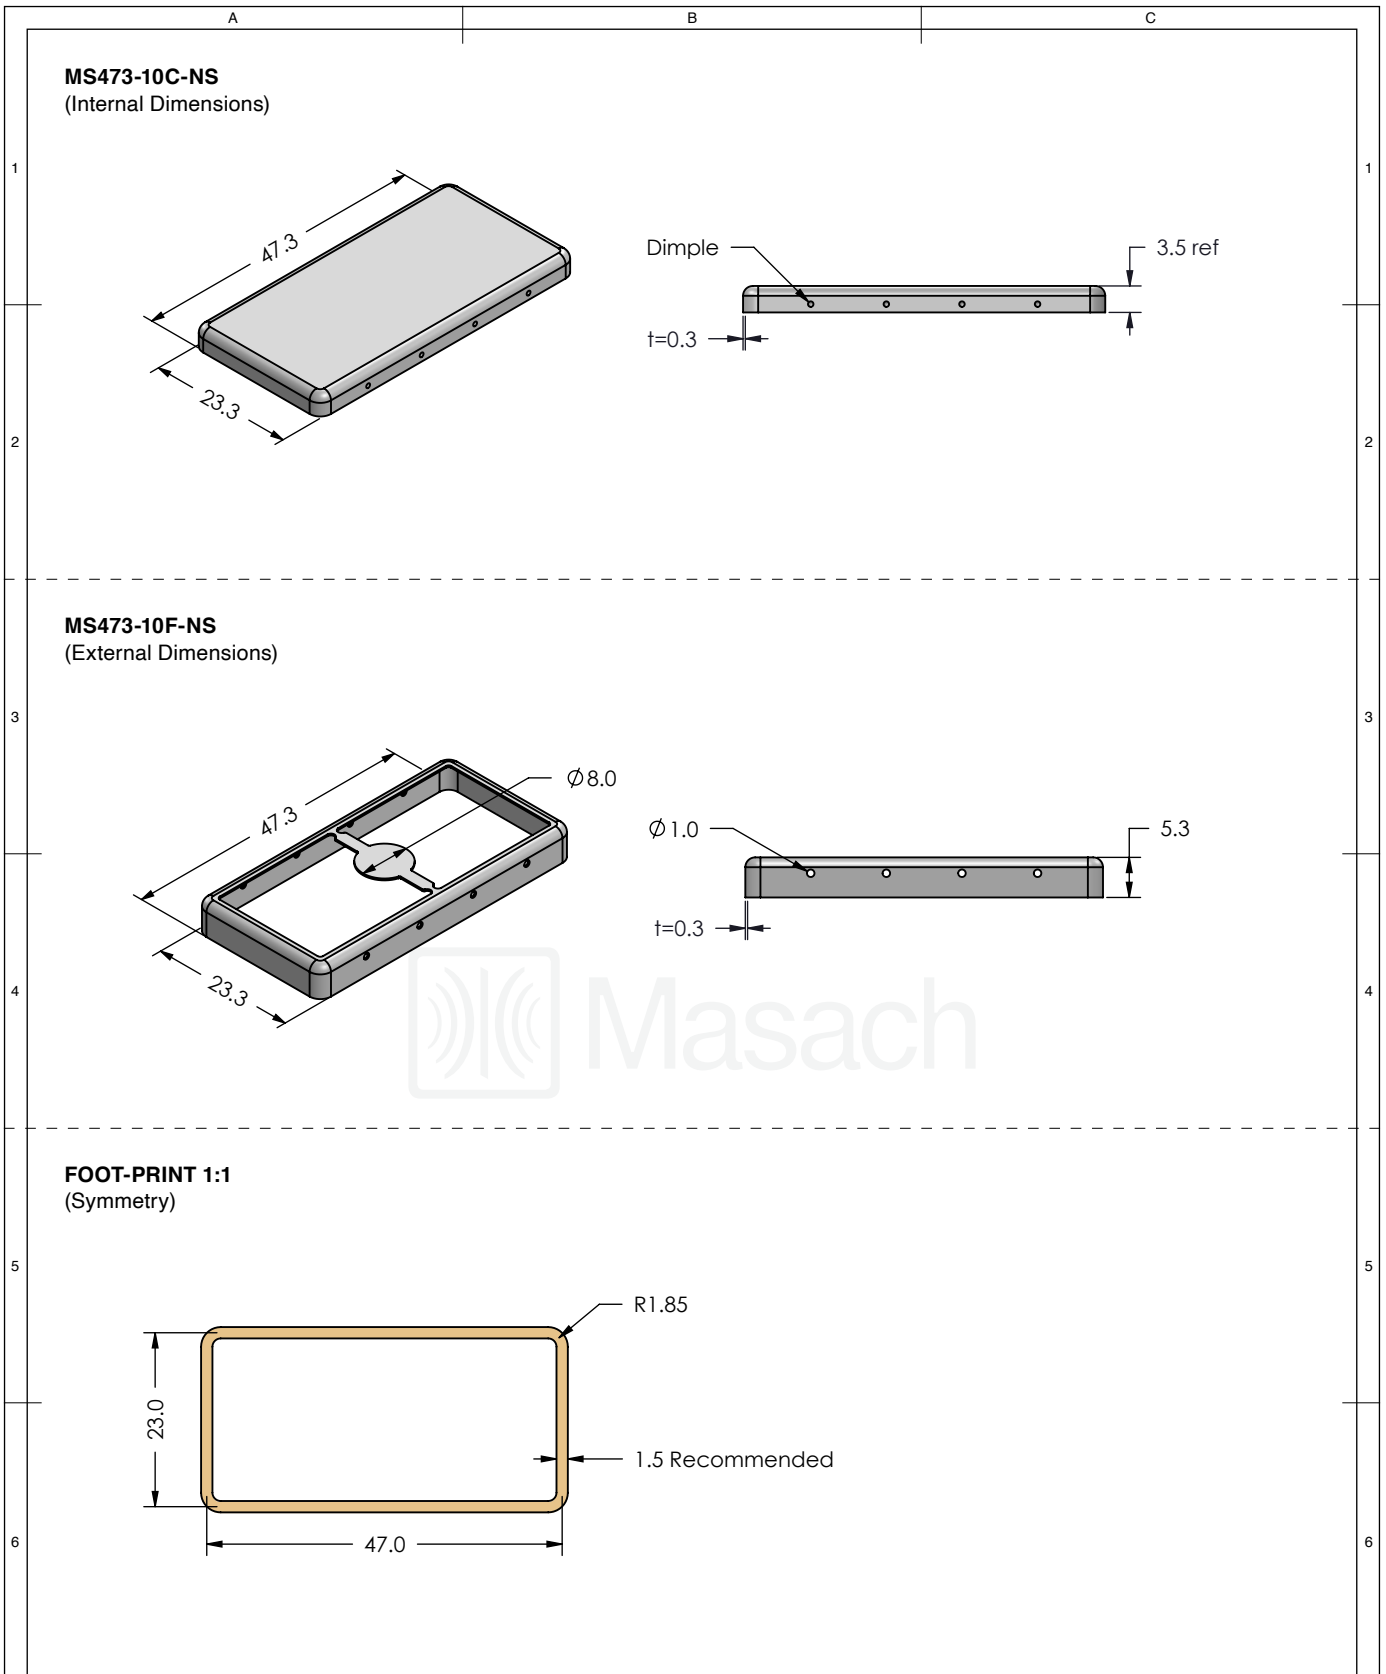 A B C
MS473-10C-NS
(Internal Dimensions)
1 1
47.3
Dimple
3.5 ref
t=0.3
23.3
2 2
MS473-10F-NS
(External Dimensions)
3 3
Ø8.0
47.3
Ø1.0
5.3
t=0.3
23.3
4 4
Masach
FOOT-PRINT 1:1
(Symmetry)
5 5
R1.85
23.0
1.5 Recommended
47.0
6 6